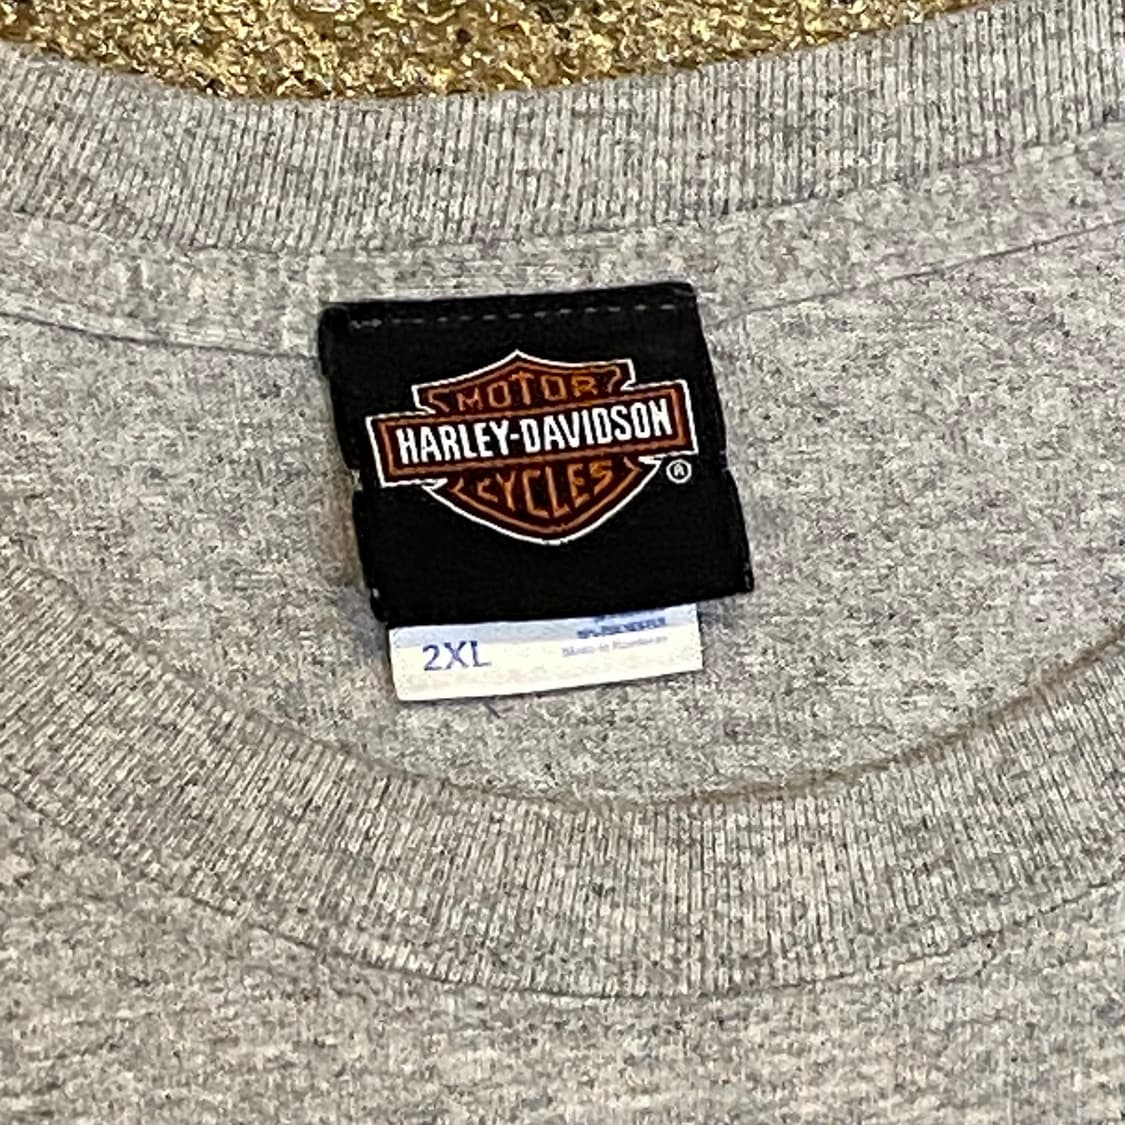 MOTOR
HARLEY-DAVIDSON
CYCLES
®
2XL